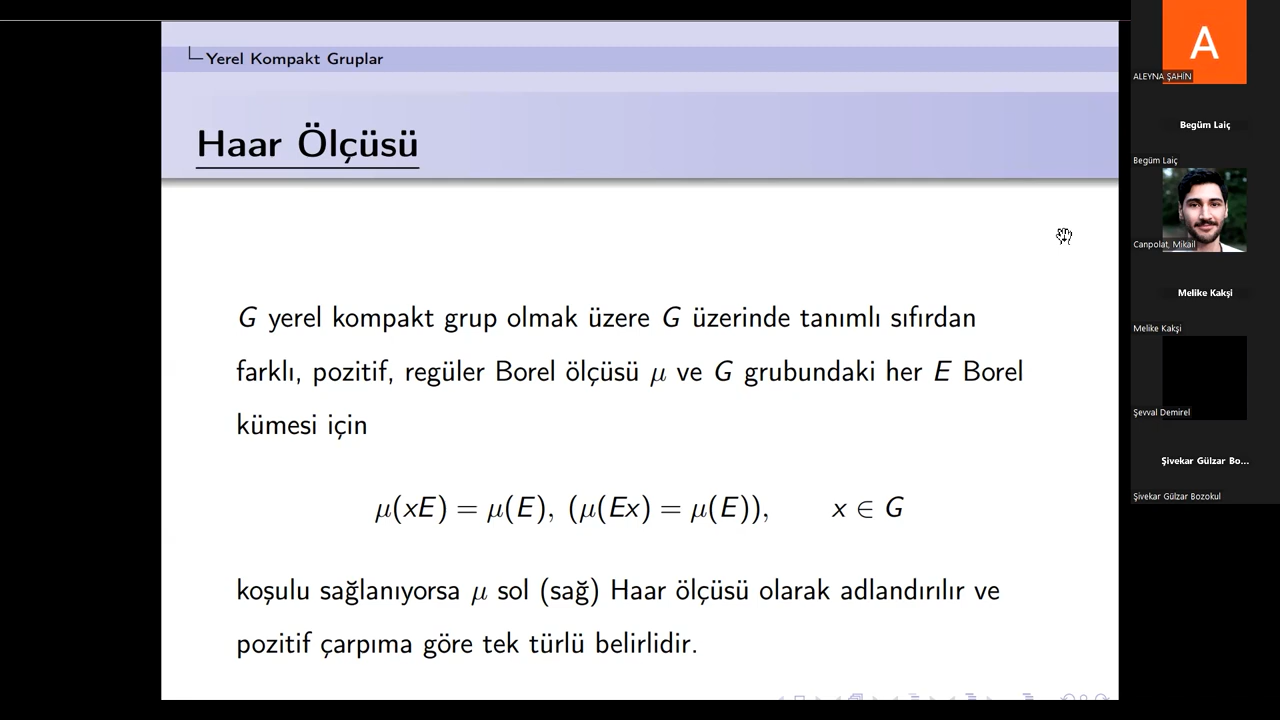 Yerel Kompakt Gruplar
Haar Ölçüsü
G yerel kompakt grup olmak üzere G üzerinde tanımlı sıfırdan
farklı, pozitif, regüler Borel ölçüsü μ ve G grubundaki her E Borel
kümesi için
μ(xE) = μ(E), (μ(Ex) = μ(E)), x ∈ G
koşulu sağlanıyorsa μ sol (sağ) Haar ölçüsü olarak adlandırılır ve
pozitif çarpıma göre tek türlü belirlidir.
A
ALEYNA ŞAHİN
Begüm Laiç
Begüm Laiç
Canpolat, Mikail
Melike Kakşi
Melike Kakşi
Şevval Demirel
Şivekar Gülzar Bo...
Şivekar Gülzar Bozokul